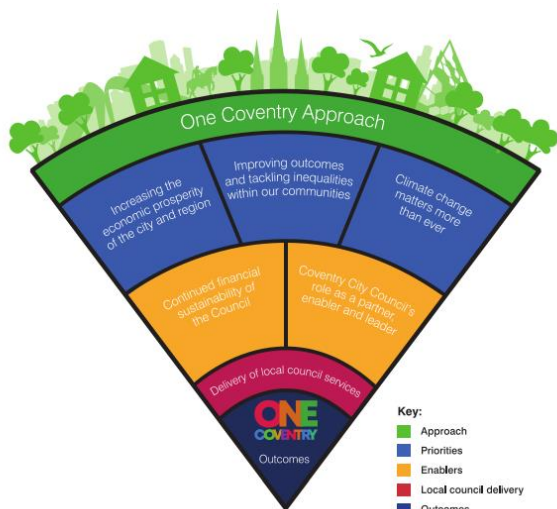 One Coventry Approach
Increasing the
economic prosperity
of the city and region
Improving outcomes
and tackling inequalities
within our communities
Climate change
matters more
than ever
Continued financial
sustainability of
the Council
Coventry City Council's
role as a partner,
enabler and leader
Delivery of local council services
ONE
COVENTRY
Outcomes
Key:
Approach
Priorities
Enablers
Local council delivery
Outcomes